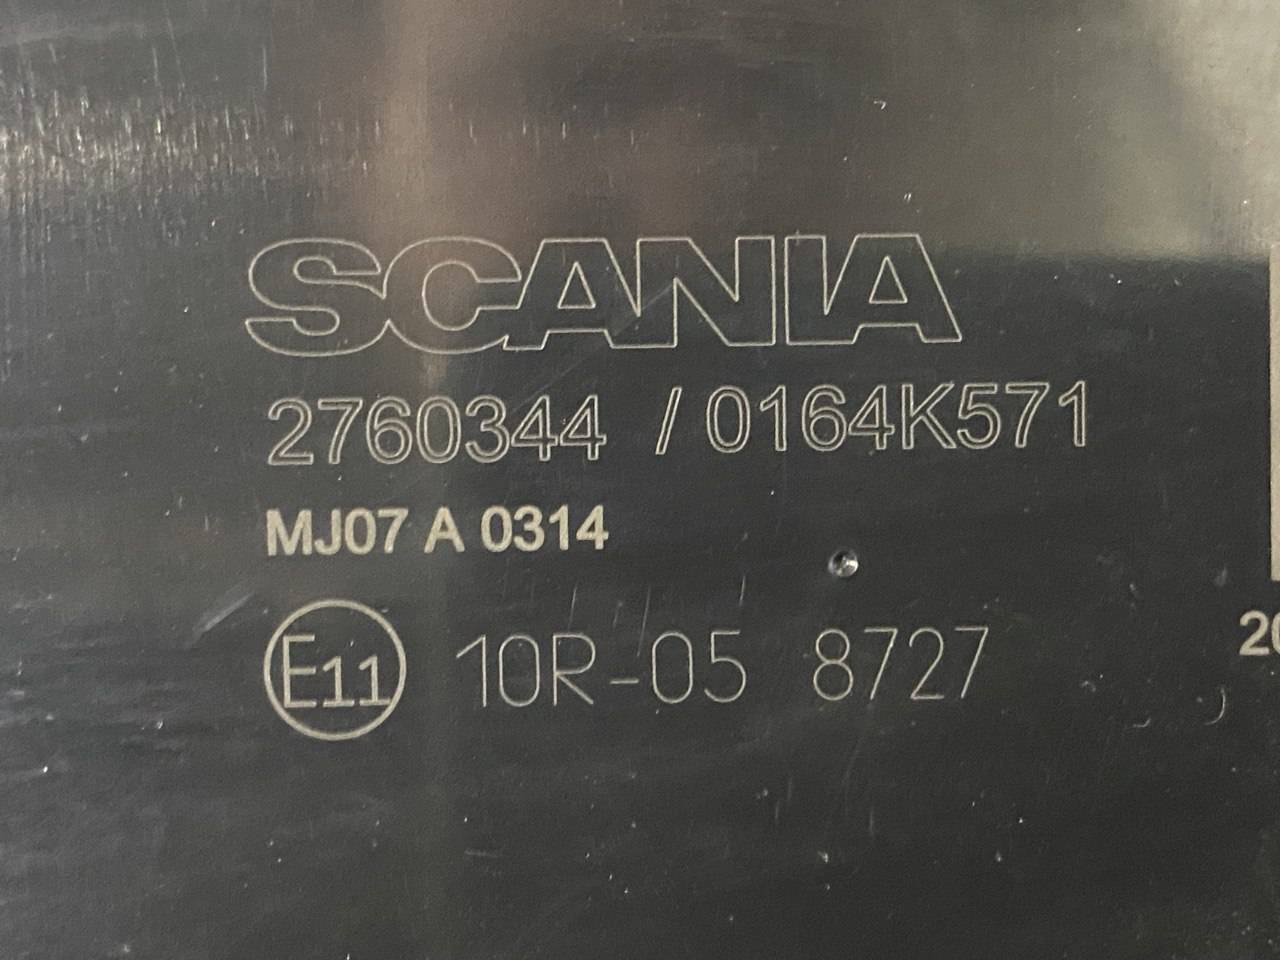 SCANIA
2760344 / 0164K571
MJ07 A 0314
E11 10R-05 8727